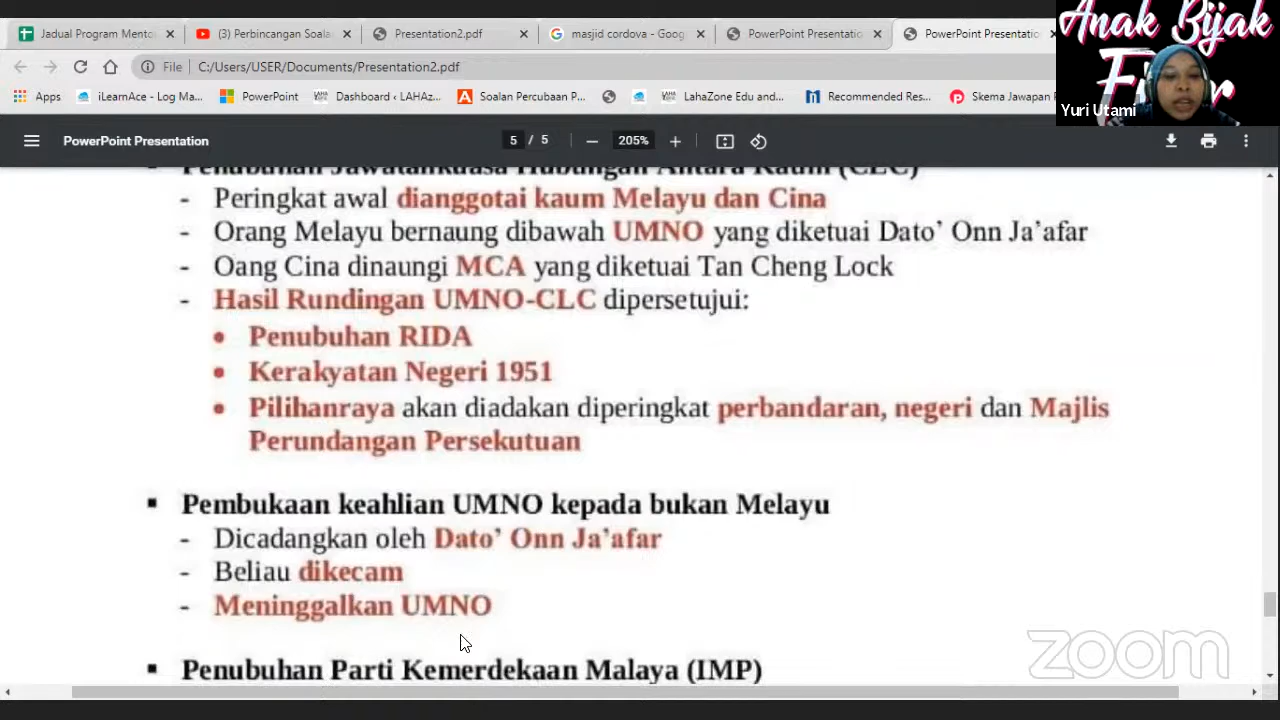 Jadual Program Mento
(3) Perbincangan Soala
Presentation2.pdf
masjid cordova - Goog
PowerPoint Presentatio
PowerPoint Presentatio
Anak Bijak
Yuri Utami
File
C:/Users/USER/Documents/Presentation2.pdf
Apps
iLearnAce - Log Ma...
PowerPoint
Dashboard ‹ LAHAz...
Soalan Percubaan P...
LahaZone Edu and...
Recommended Res...
Skema Jawapan
PowerPoint Presentation
5 / 5
205%
Penubuhan Jawatankuasa Hubungan Antara Kaum (CLC)
- Peringkat awal dianggotai kaum Melayu dan Cina
- Orang Melayu bernaung dibawah UMNO yang diketuai Dato’ Onn Ja’afar
- Oang Cina dinaungi MCA yang diketuai Tan Cheng Lock
- Hasil Rundingan UMNO-CLC dipersetujui:
• Penubuhan RIDA
• Kerakyatan Negeri 1951
• Pilihanraya akan diadakan diperingkat perbandaran, negeri dan Majlis
Perundangan Persekutuan
▪ Pembukaan keahlian UMNO kepada bukan Melayu
- Dicadangkan oleh Dato’ Onn Ja’afar
- Beliau dikecam
- Meninggalkan UMNO
▪ Penubuhan Parti Kemerdekaan Malaya (IMP)
zoom